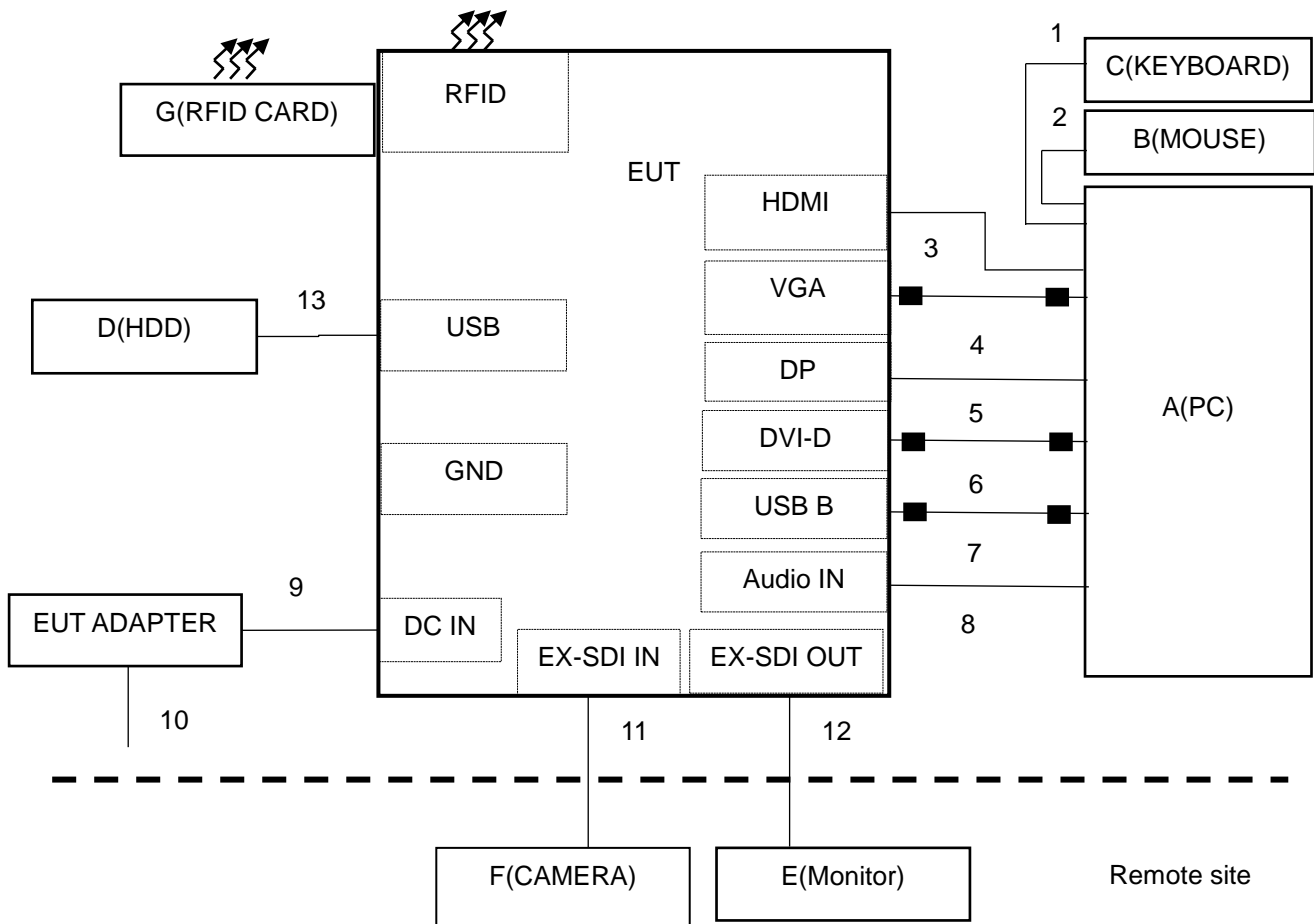 1
C(KEYBOARD)
RFID
G(RFID CARD)
2
B(MOUSE)
EUT
HDMI
3
VGA
13
D(HDD)
USB
4
DP
A(PC)
5
DVI-D
GND
6
USB B
7
Audio IN
9
EUT ADAPTER
DC IN
8
EX-SDI IN
EX-SDI OUT
10
11
12
F(CAMERA)
E(Monitor)
Remote site